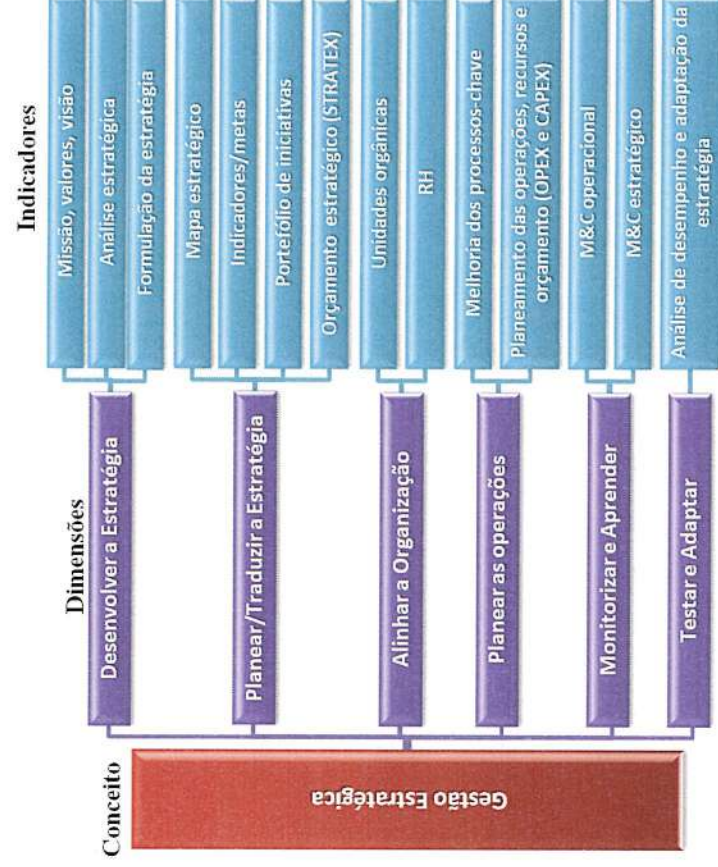 Conceito
Dimensões
Indicadores
Gestão Estratégica
Desenvolver a Estratégia
Missão, valores, visão
Análise estratégica
Formulação da estratégia
Planear/Traduzir a Estratégia
Mapa estratégico
Indicadores/metas
Portefólio de iniciativas
Orçamento estratégico (STRATEX)
Alinhar a Organização
Unidades orgânicas
RH
Planear as operações
Melhoria dos processos-chave
Planeamento das operações, recursos e
orçamento (OPEX e CAPEX)
Monitorizar e Aprender
M&C operacional
M&C estratégico
Testar e Adaptar
Análise de desempenho e adaptação da
estratégia